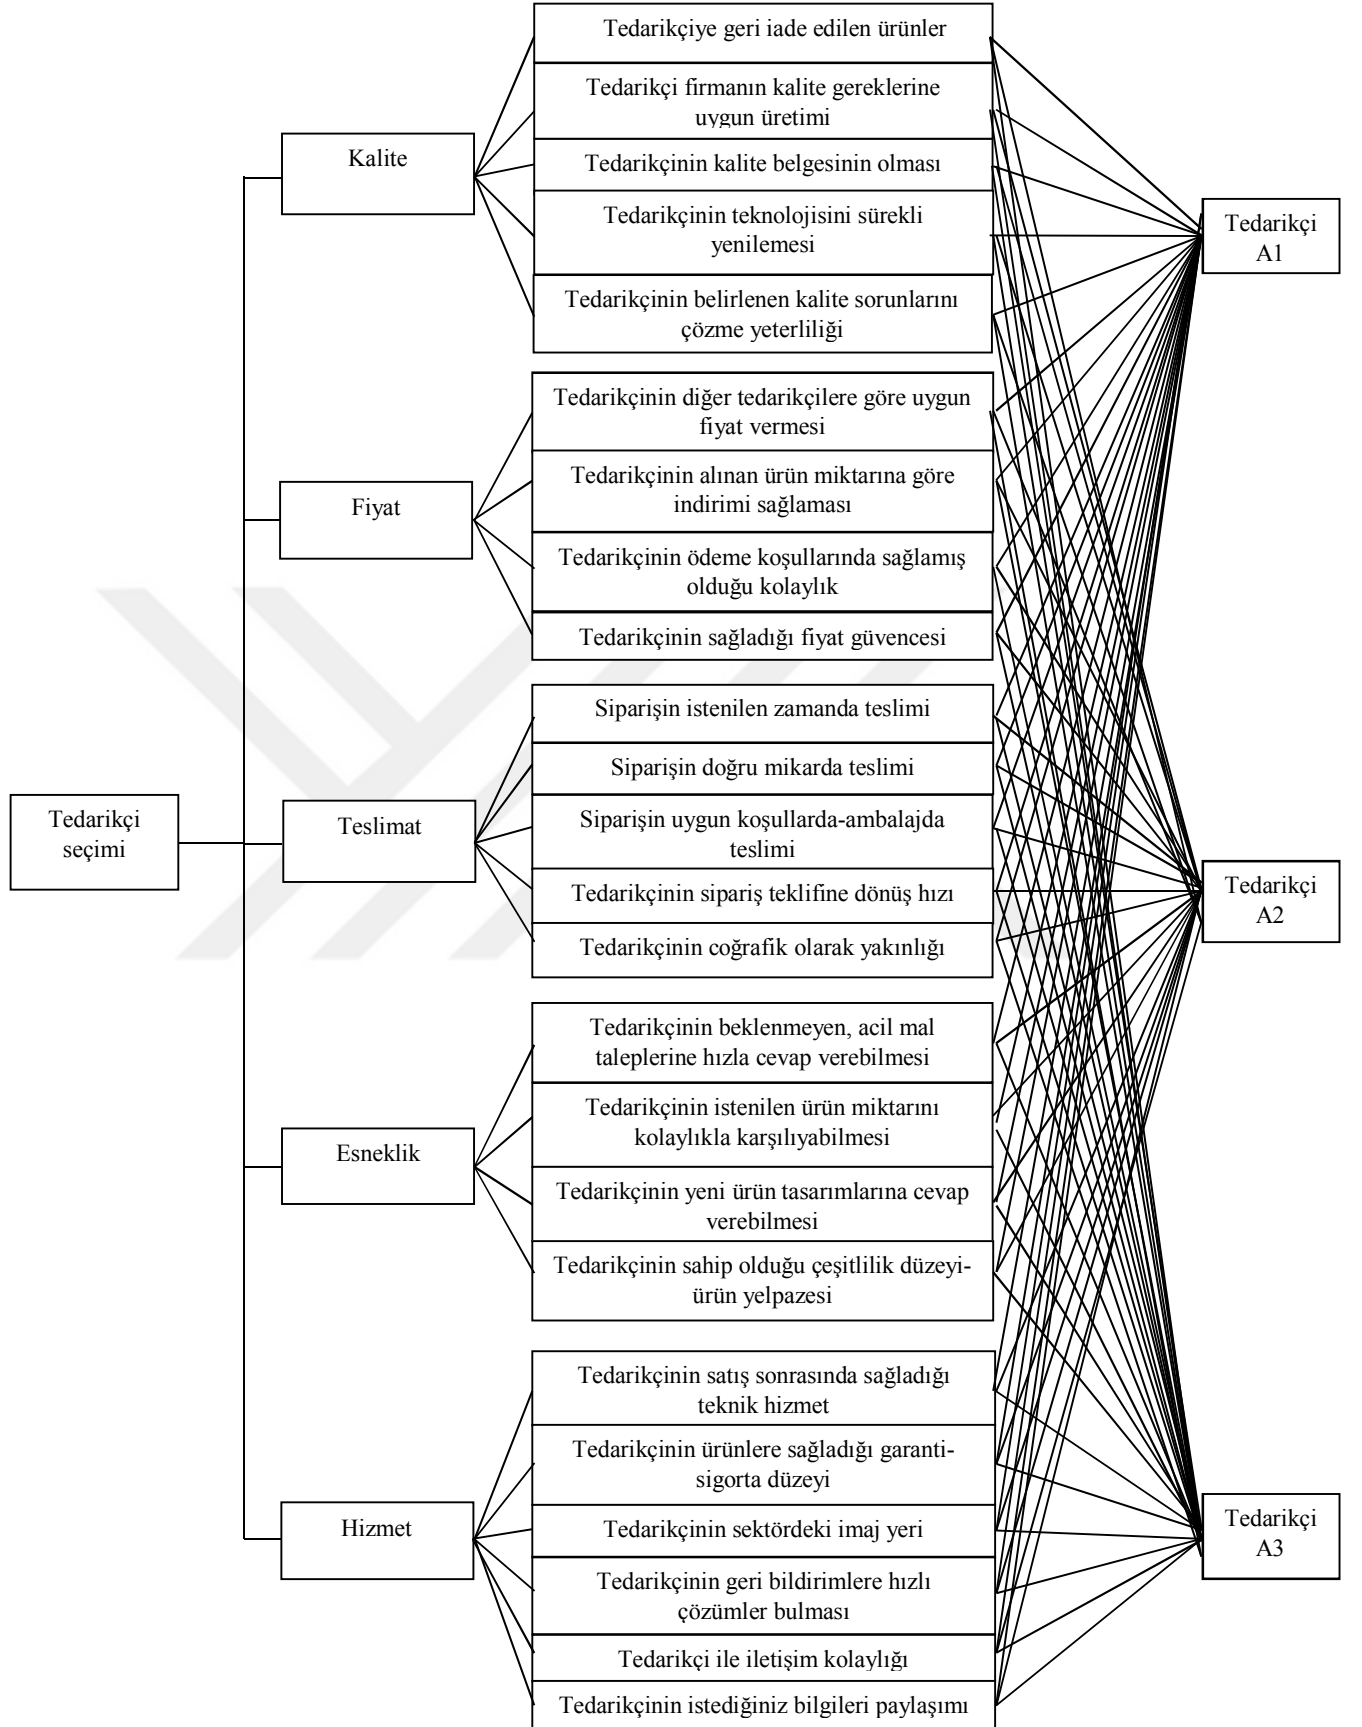 Tedarikçi
seçimi
Kalite
Tedarikçiye geri iade edilen ürünler
Tedarikçi firmanın kalite gereklerine
uygun üretimi
Tedarikçinin kalite belgesinin olması
Tedarikçinin teknolojisini sürekli
yenilemesi
Tedarikçinin belirlenen kalite sorunlarını
çözme yeterliliği
Fiyat
Tedarikçinin diğer tedarikçilere göre uygun
fiyat vermesi
Tedarikçinin alınan ürün miktarına göre
indirimi sağlaması
Tedarikçinin ödeme koşullarında sağlamış
olduğu kolaylık
Tedarikçinin sağladığı fiyat güvencesi
Teslimat
Siparişin istenilen zamanda teslimi
Siparişin doğru mikarda teslimi
Siparişin uygun koşullarda-ambalajda
teslimi
Tedarikçinin sipariş teklifine dönüş hızı
Tedarikçinin coğrafik olarak yakınlığı
Esneklik
Tedarikçinin beklenmeyen, acil mal
taleplerine hızla cevap verebilmesi
Tedarikçinin istenilen ürün miktarını
kolaylıkla karşılıyabilmesi
Tedarikçinin yeni ürün tasarımlarına cevap
verebilmesi
Tedarikçinin sahip olduğu çeşitlilik düzeyi-
ürün yelpazesi
Hizmet
Tedarikçinin satış sonrasında sağladığı
teknik hizmet
Tedarikçinin ürünlere sağladığı garanti-
sigorta düzeyi
Tedarikçinin sektördeki imaj yeri
Tedarikçinin geri bildirimlere hızlı
çözümler bulması
Tedarikçi ile iletişim kolaylığı
Tedarikçinin istediğiniz bilgileri paylaşımı
Tedarikçi
A1
Tedarikçi
A2
Tedarikçi
A3